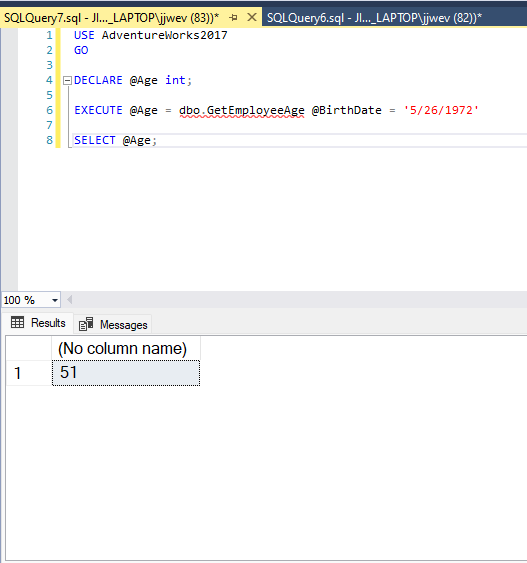 SQLQuery7.sql - JI..._LAPTOP\jjwev (83))* SQLQuery6.sql - JI..._LAPTOP\jjwev (82))*
1 USE AdventureWorks2017
2 GO
3
4 DECLARE @Age int;
5
6 EXECUTE @Age = dbo.GetEmployeeAge @BirthDate = '5/26/1972'
7
8 SELECT @Age;
100 %
Results Messages
(No column name)
1 51